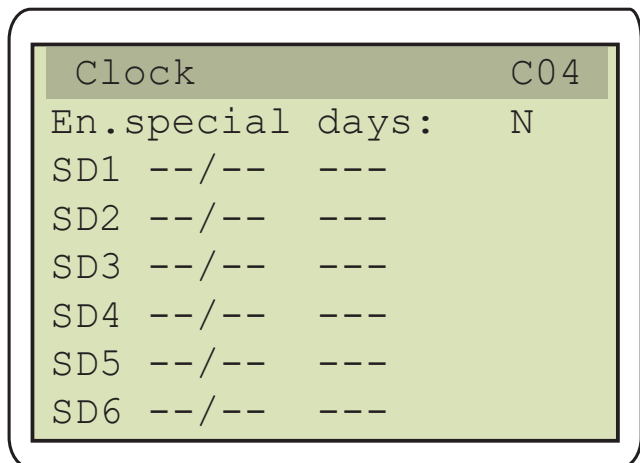 Clock C04
En.special days: N
SD1 --/-- ---
SD2 --/-- ---
SD3 --/-- ---
SD4 --/-- ---
SD5 --/-- ---
SD6 --/-- ---